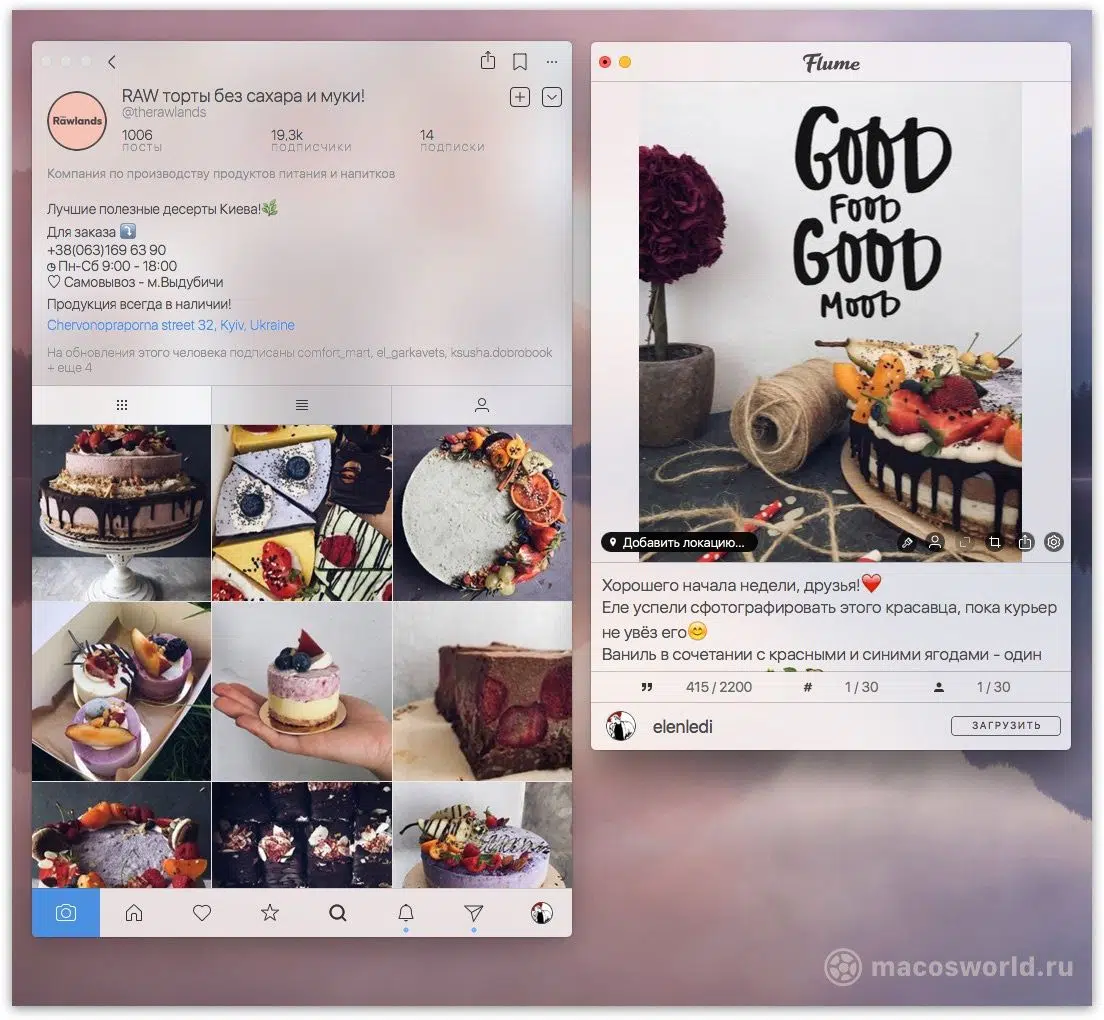 RAW торты без сахара и муки!
@therawlands
1006
19,3k
14
посты
подписчики
подписки
Räwlands
Компания по производству продуктов питания и напитков
Лучшие полезные десерты Киева!🌿
Для заказа ⤵️
+38(063)169 63 90
◷ Пн-Сб 9:00 - 18:00
♡ Самовывоз - м.Выдубичи
Продукция всегда в наличии!
Chervonopraporna street 32, Kyiv, Ukraine
На обновления этого человека подписаны comfort_mart, el_garkavets, ksusha.dobrobook
+ еще 4
Flume
GOOD
FOOD
GOOD
MOOD
Добавить локацию...
Хорошего начала недели, друзья!❤️
Еле успели сфотографировать этого красавца, пока курьер
не увёз его😊
Ваниль в сочетании с красными и синими ягодами - один
415 / 2200
# 1 / 30
1 / 30
elenledi
ЗАГРУЗИТЬ
macosworld.ru